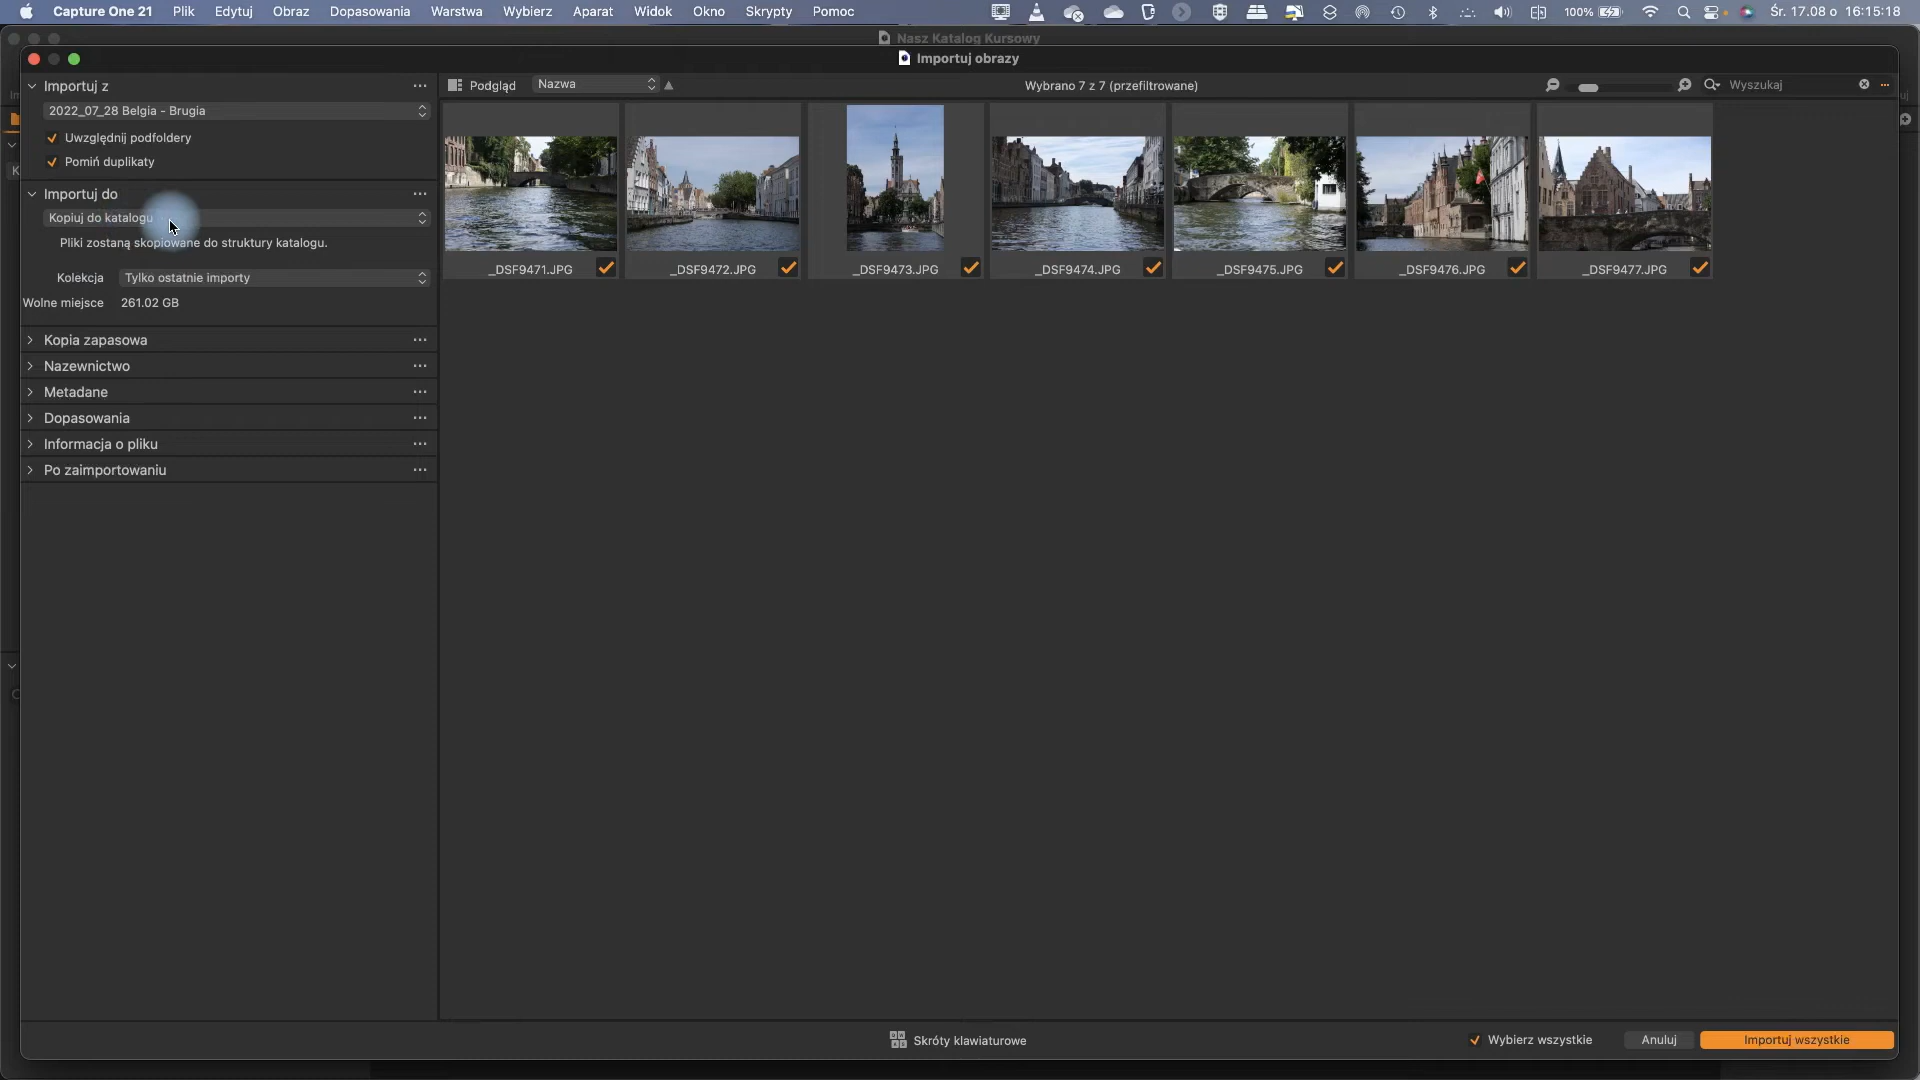 Capture One 21 Plik Edytuj Obraz Dopasowania Warstwa Wybierz Aparat Widok Okno Skrypty Pomoc 100% Śr. 17.08 o 16:15:18
Nasz Katalog Kursowy
Importuj obrazy
Importuj z
2022_07_28 Belgia - Brugia
Uwzględnij podfoldery
Pomiń duplikaty
Importuj do
Kopiuj do katalogu
Pliki zostaną skopiowane do struktury katalogu.
Kolekcja Tylko ostatnie importy
Wolne miejsce 261.02 GB
Kopia zapasowa
Nazewnictwo
Metadane
Dopasowania
Informacja o pliku
Po zaimportowaniu
Podgląd Nazwa Wybrano 7 z 7 (przefiltrowane) Wyszukaj
_DSF9471.JPG _DSF9472.JPG _DSF9473.JPG _DSF9474.JPG _DSF9475.JPG _DSF9476.JPG _DSF9477.JPG
Skróty klawiaturowe Wybierz wszystkie Anuluj Importuj wszystkie